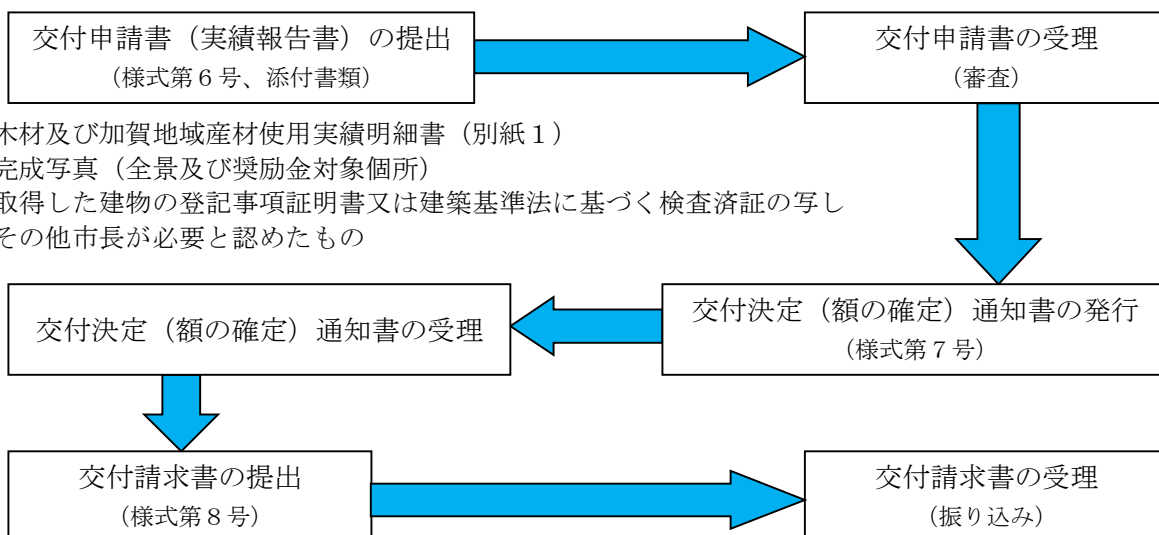 交付申請書（実績報告書）の提出
（様式第６号、添付書類）
交付申請書の受理
（審査）
木材及び加賀地域産材使用実績明細書（別紙１）
完成写真（全景及び奨励金対象個所）
取得した建物の登記事項証明書又は建築基準法に基づく検査済証の写し
その他市長が必要と認めたもの
交付決定（額の確定）通知書の受理
交付決定（額の確定）通知書の発行
（様式第７号）
交付請求書の提出
（様式第８号）
交付請求書の受理
（振り込み）